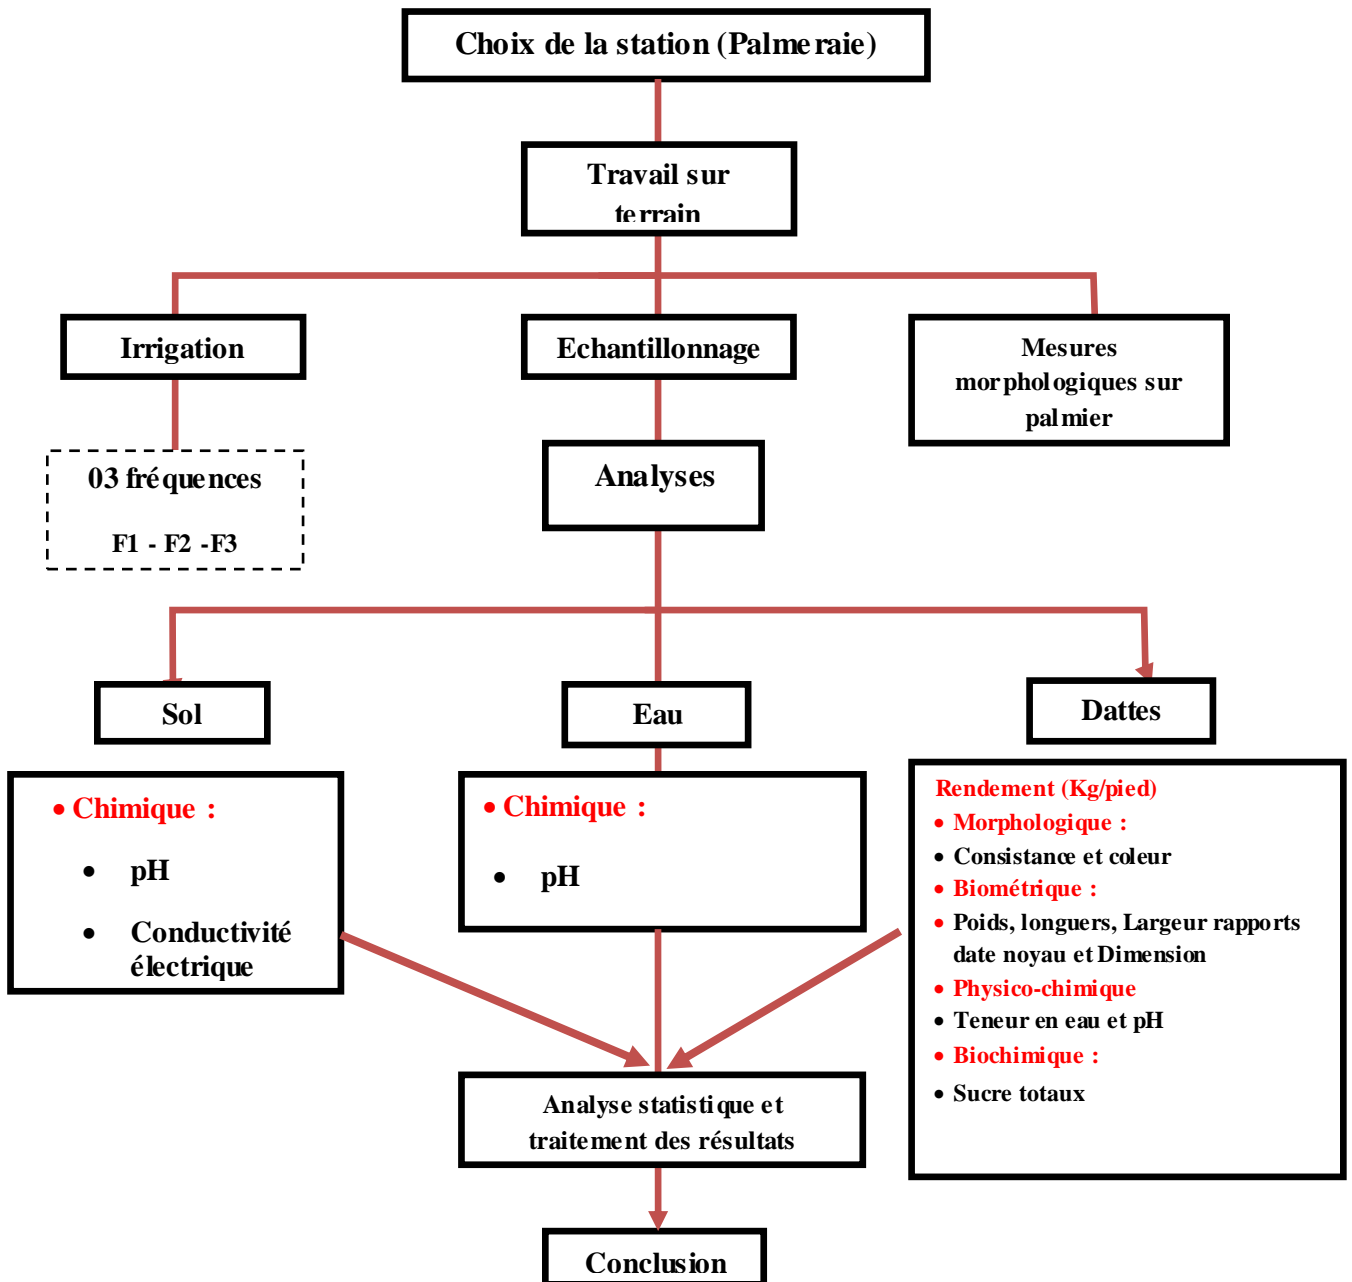 Choix de la station (Palmeraie)
Travail sur
terrain
Irrigation
Echantillonnage
Mesures
morphologiques sur
palmier
03 fréquences
F1 - F2 -F3
Analyses
Sol
Eau
Dattes
• Chimique :
• pH
• Conductivité
électrique
• Chimique :
• pH
Rendement (Kg/pied)
• Morphologique :
• Consistance et coleur
• Biométrique :
• Poids, longuers, Largeur rapports
date noyau et Dimension
• Physico-chimique
• Teneur en eau et pH
• Biochimique :
• Sucre totaux
Analyse statistique et
traitement des résultats
Conclusion